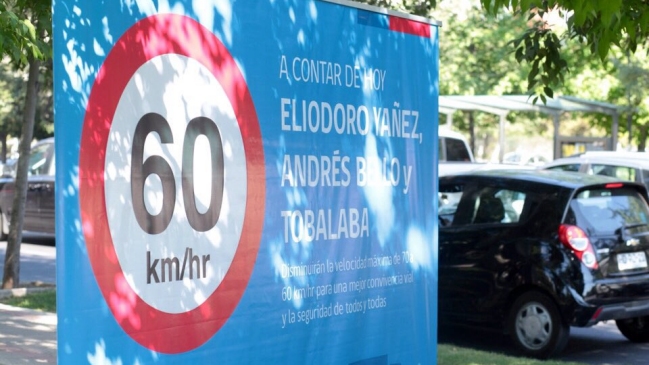 60
km/hr
A CONTAR DE HOY
ELIODORO YAÑEZ,
ANDRÉS BELLO y
TOBALABA
Disminuirán la velocidad máxima de 70 a
60 km/hr para una mejor convivencia vial
y la seguridad de todos y todas